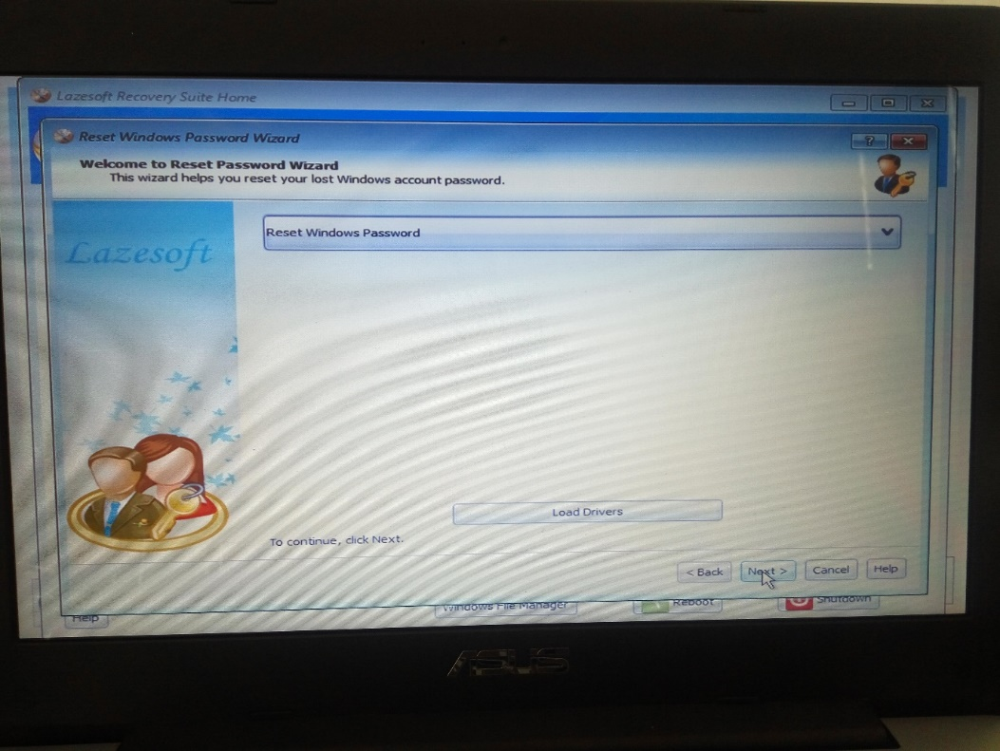 Lazesoft Recovery Suite Home
Reset Windows Password Wizard
?
Welcome to Reset Password Wizard
This wizard helps you reset your lost Windows account password.
Lazesoft
Reset Windows Password
Load Drivers
To continue, click Next.
< Back
Next >
Cancel
Help
Windows File Manager
Reboot
Shutdown
Help
ASUS